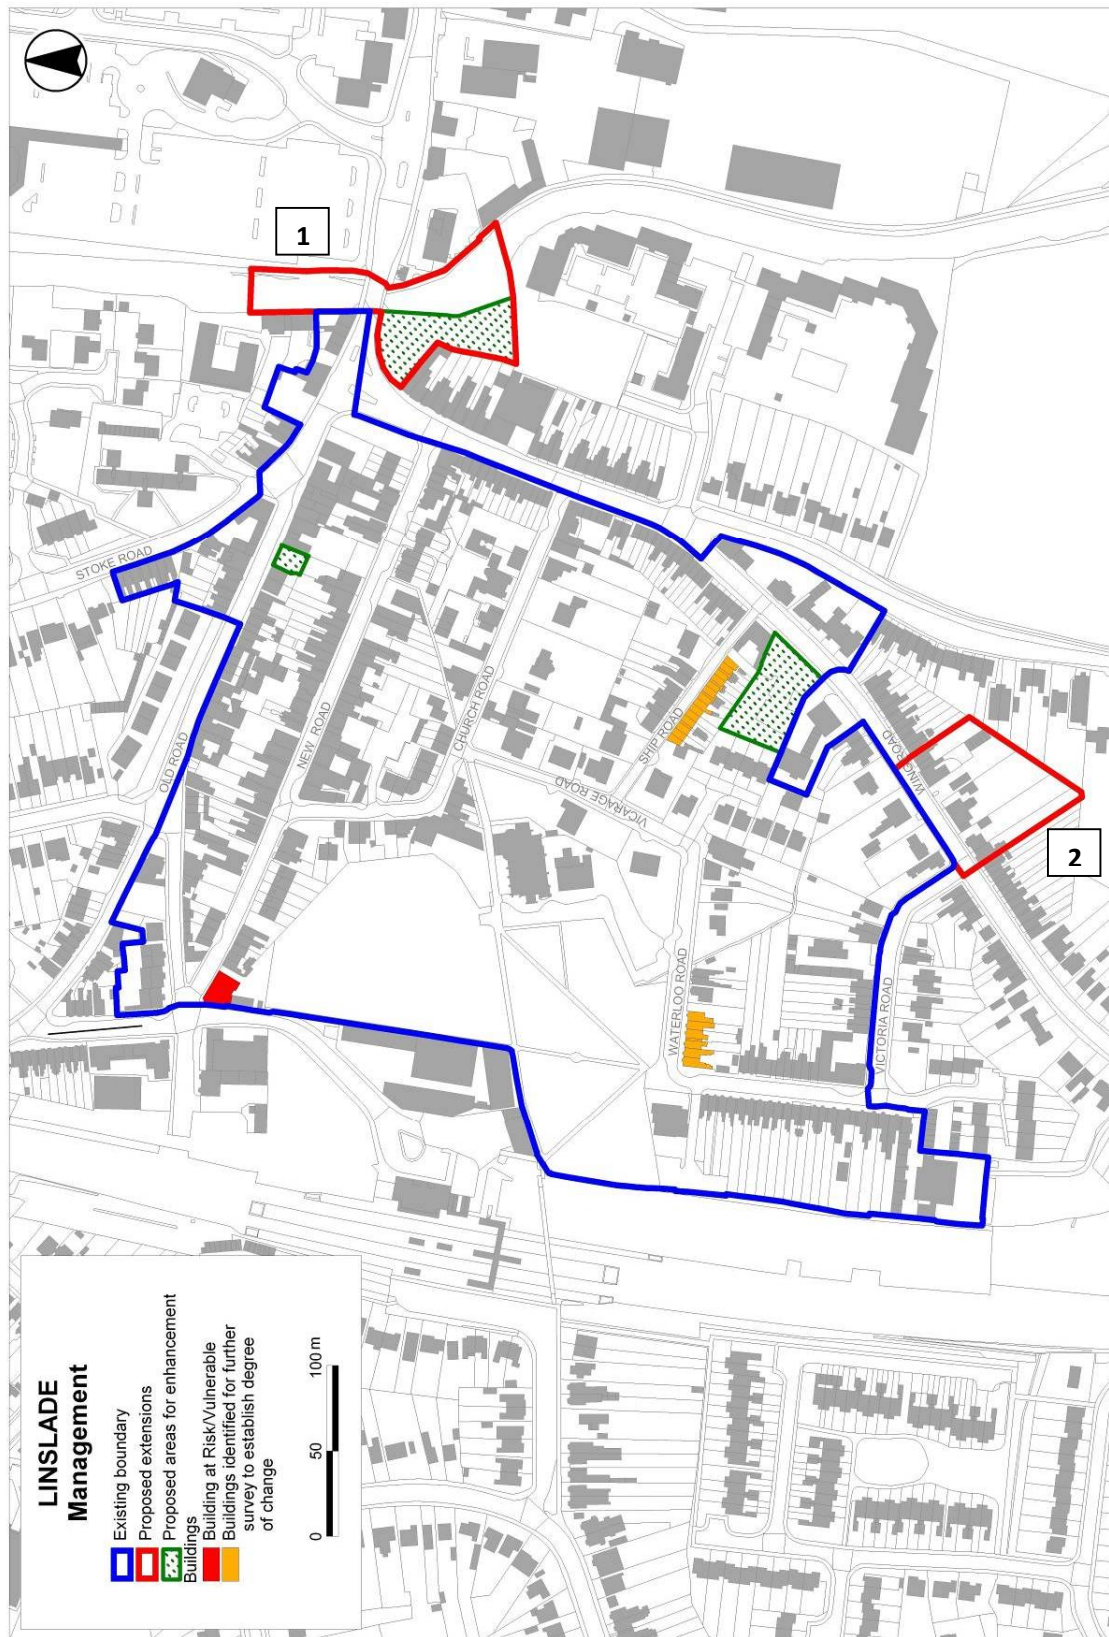 LINSLADE
Management
Existing boundary
Proposed extensions
Proposed areas for enhancement
Buildings
Building at Risk/Vulnerable
Buildings identified for further
survey to establish degree
of change
0 50 100 m
1
2
STOKE ROAD
OLD ROAD
NEW ROAD
CHURCH ROAD
SHIP ROAD
VICARAGE ROAD
WING ROAD
WATERLOO ROAD
VICTORIA ROAD